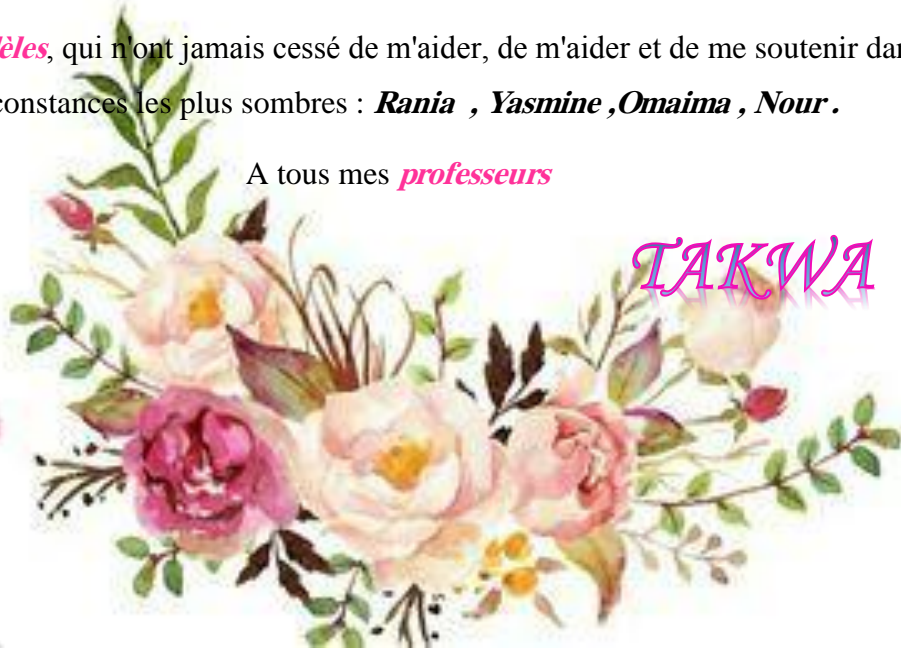 èles, qui n'ont jamais cessé de m'aider, de m'aider et de me soutenir dar
constances les plus sombres : Rania , Yasmine ,Omaima , Nour .
A tous mes professeurs
TAKWA